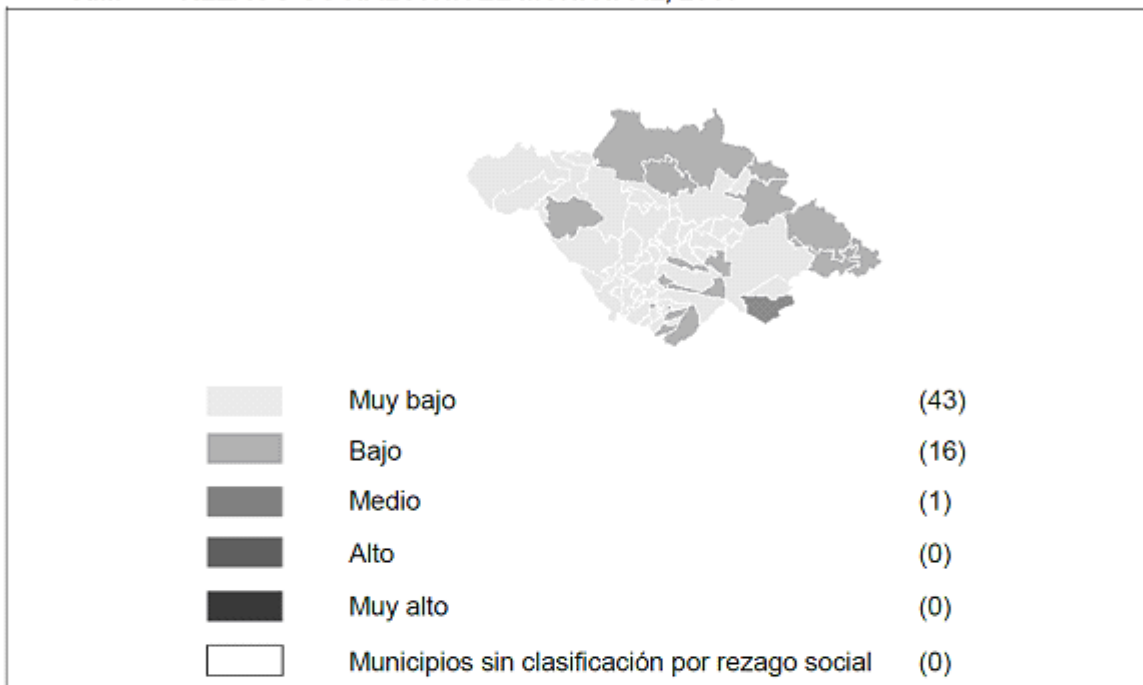 Muy bajo (43)
Bajo (16)
Medio (1)
Alto (0)
Muy alto (0)
Municipios sin clasificación por rezago social (0)